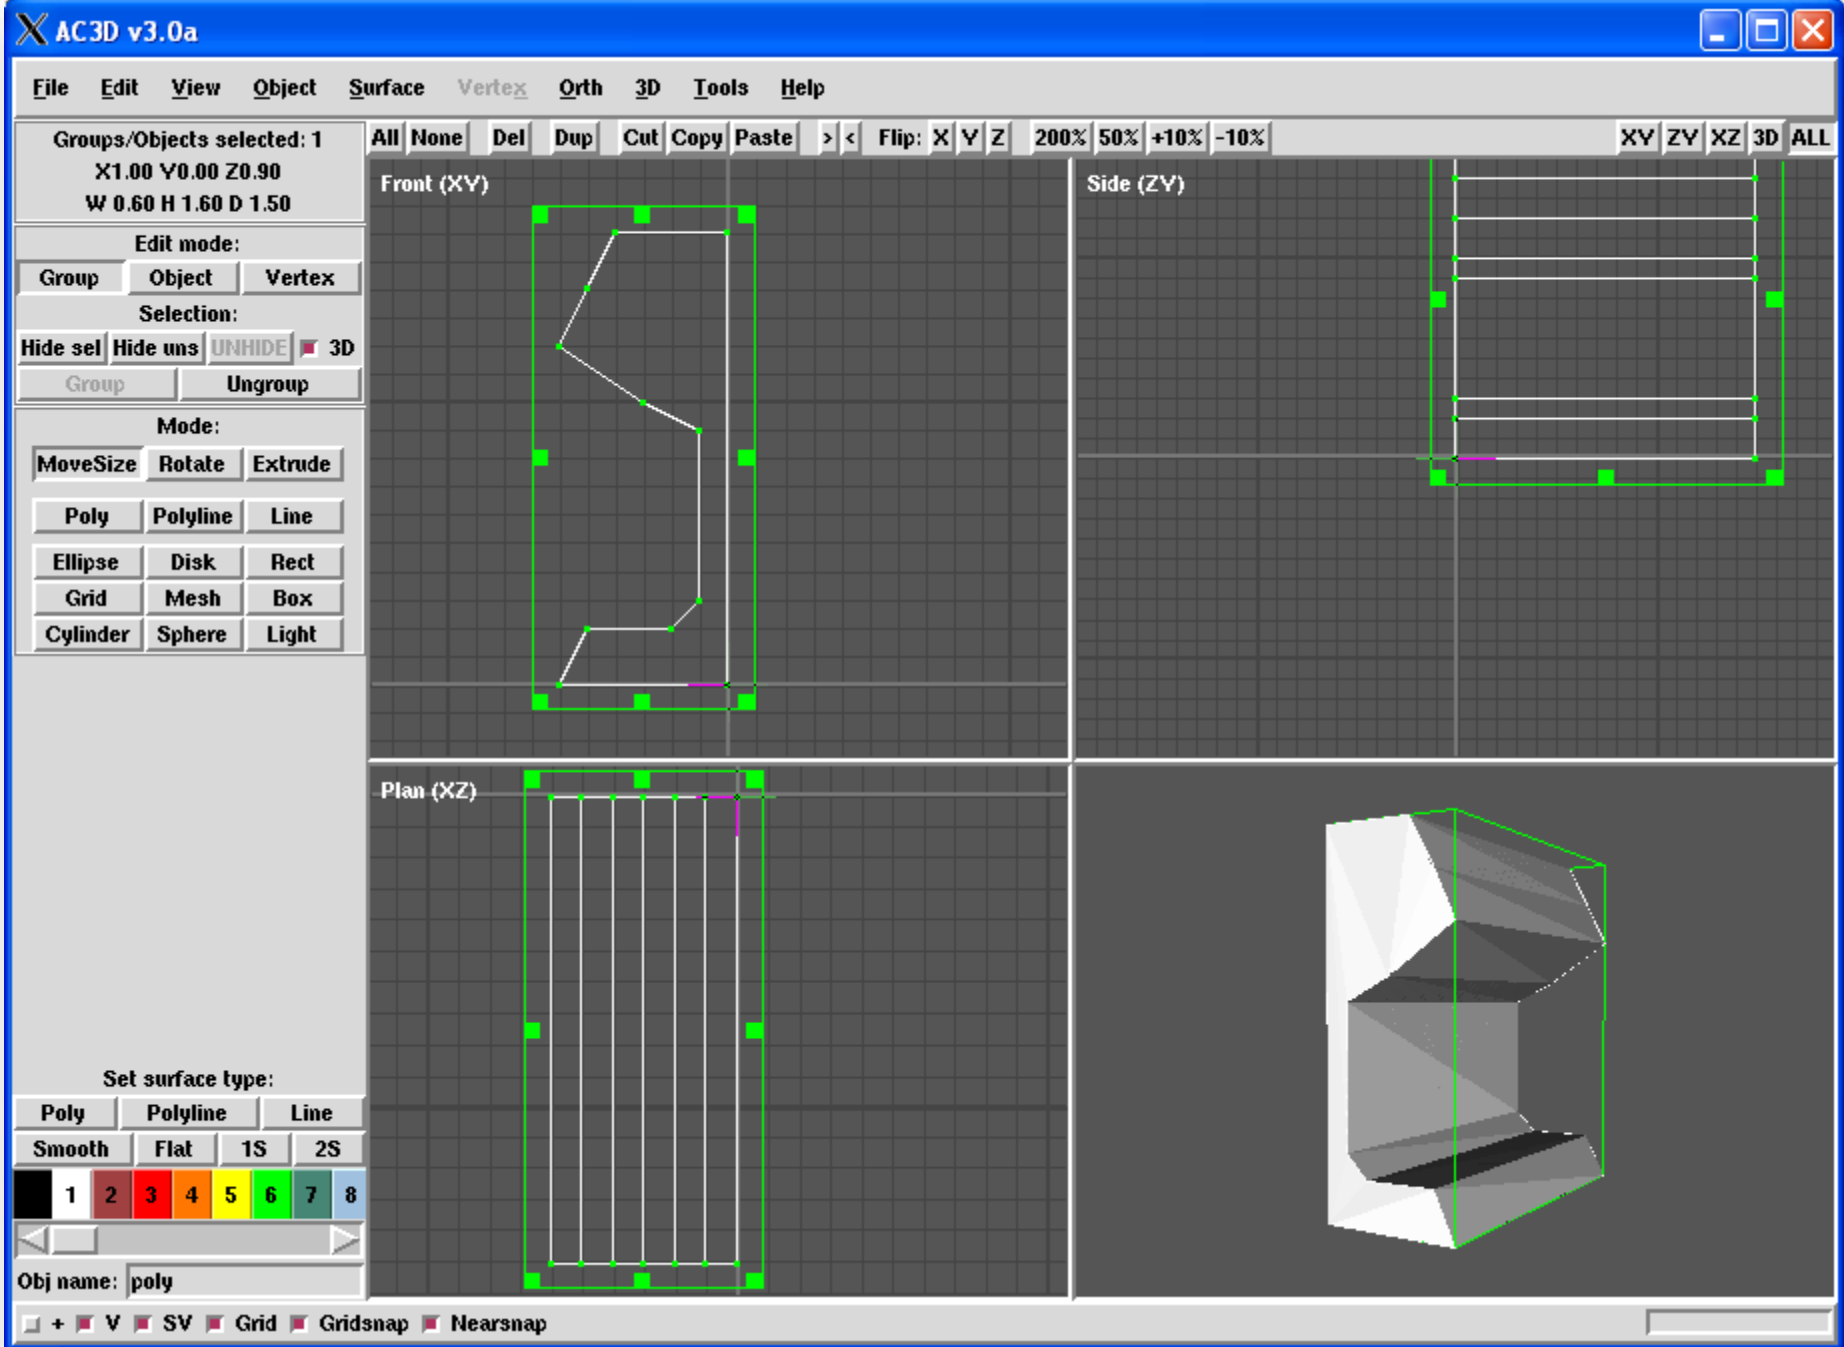 AC3D v3.0a
File Edit View Object Surface Vertex Orth 3D Tools Help
Groups/Objects selected: 1
X1.00 Y0.00 Z0.90
W 0.60 H 1.60 D 1.50
All None Del Dup Cut Copy Paste > < Flip: X Y Z 200% 50% +10% -10% XY ZY XZ 3D ALL
Edit mode:
Group Object Vertex
Selection:
Hide sel Hide uns UNHIDE 3D
Group Ungroup
Mode:
MoveSize Rotate Extrude
Poly Polyline Line
Ellipse Disk Rect
Grid Mesh Box
Cylinder Sphere Light
Front (XY)
Side (ZY)
Plan (XZ)
Set surface type:
Poly Polyline Line
Smooth Flat 1S 2S
1 2 3 4 5 6 7 8
Obj name: poly
+ V SV Grid Gridsnap Nearsnap